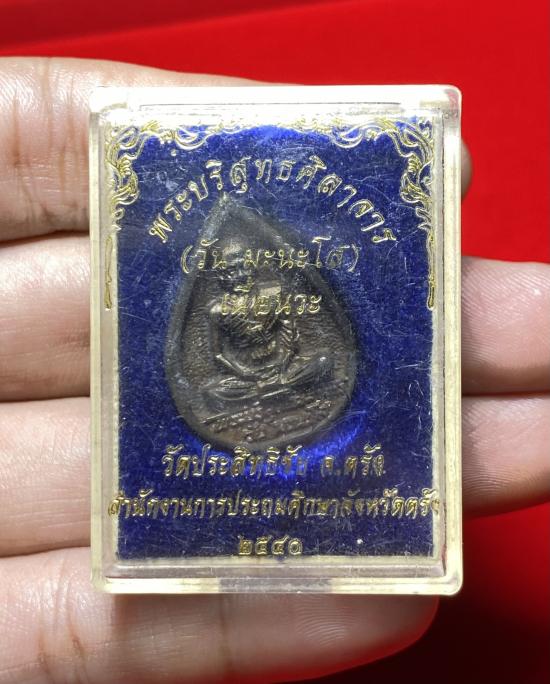 พระบริสุทธศิลาจาร
(วัน มะนะโส)
เนื้อนวะ
วัดประสิทธิชัย จ.ตรัง
สำนักงานการประถมศึกษาจังหวัดตรัง
๒๕๔๐